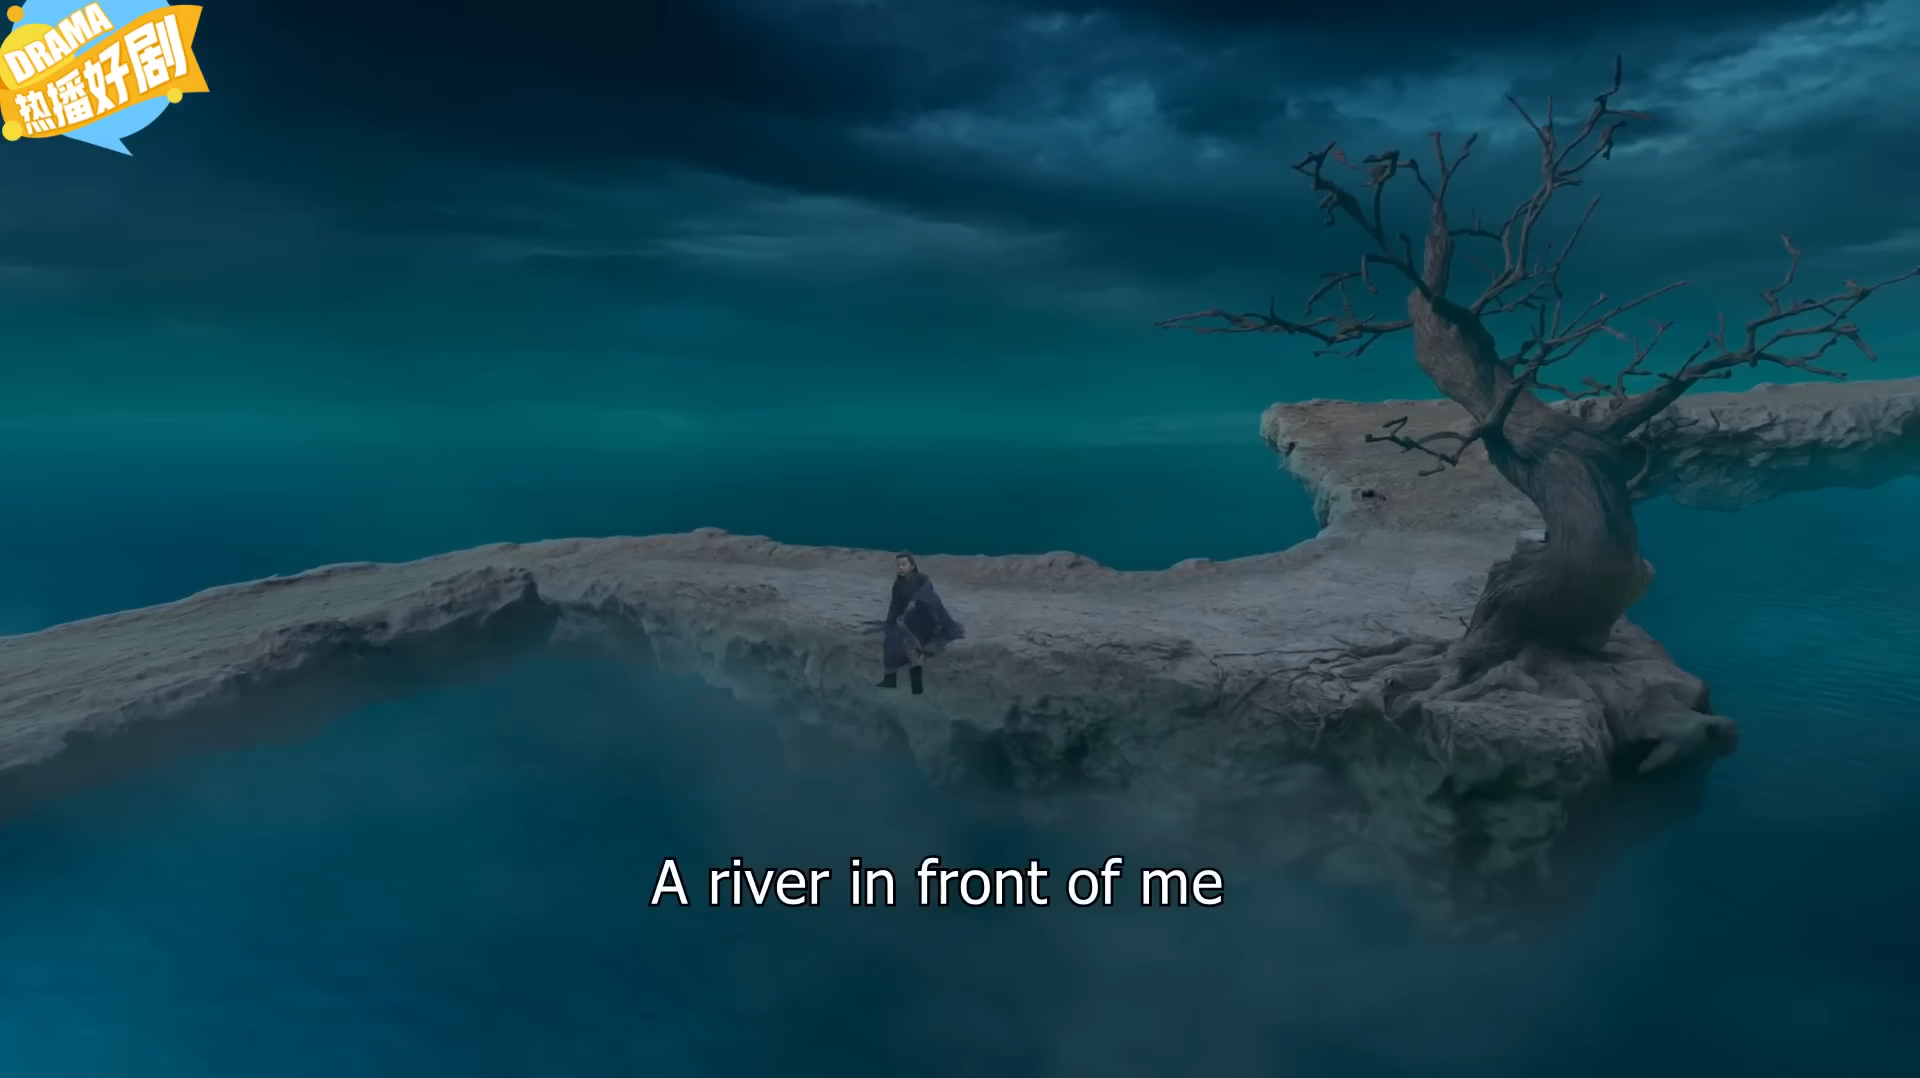 DRAMA
热播好剧
A river in front of me